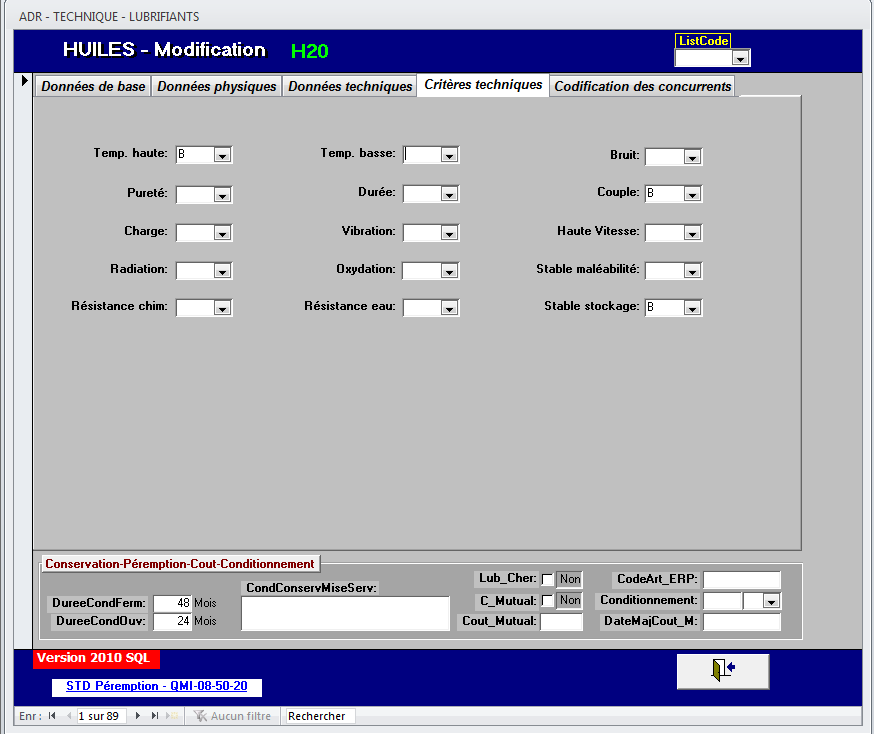 ADR - TECHNIQUE - LUBRIFIANTS
HUILES - Modification H20
ListCode
Données de base Données physiques Données techniques Critères techniques Codification des concurrents
Temp. haute: B Temp. basse: Bruit:
Pureté: Durée: Couple: B
Charge: Vibration: Haute Vitesse:
Radiation: Oxydation: Stable maléabilité:
Résistance chim: Résistance eau: Stable stockage: B
Conservation-Péremption-Cout-Conditionnement
DureeCondFerm: 48 Mois
DureeCondOuv: 24 Mois
CondConservMiseServ:
Lub_Cher: Non
C_Mutual: Non
Cout_Mutual:
CodeArt_ERP:
Conditionnement:
DateMajCout_M:
Version 2010 SQL
STD Péremption - QMI-08-50-20
Enr : 1 sur 89 Aucun filtre Rechercher